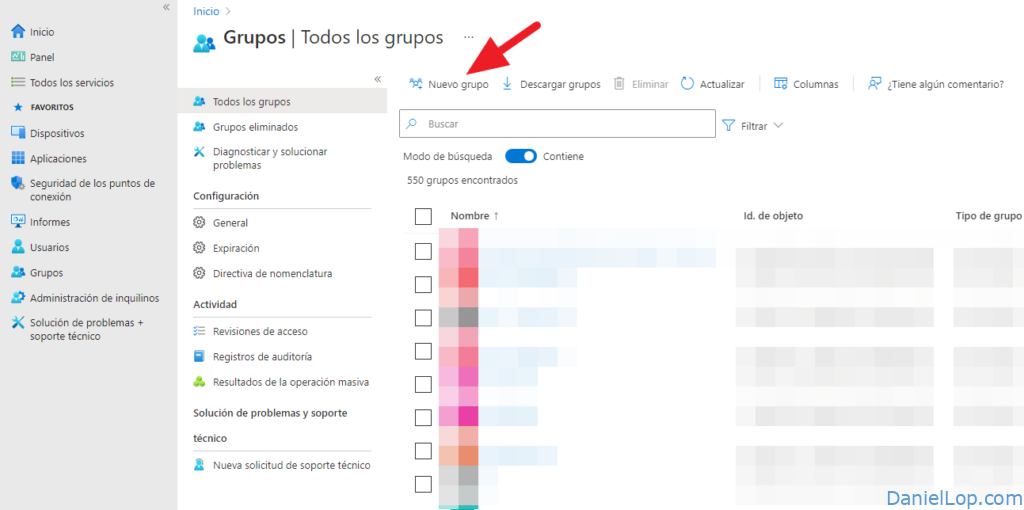 Inicio
Grupos | Todos los grupos ...
Inicio
Panel
Todos los servicios
FAVORITOS
Dispositivos
Aplicaciones
Seguridad de los puntos de
conexión
Informes
Usuarios
Grupos
Administración de inquilinos
Solución de problemas +
soporte técnico
Todos los grupos
Grupos eliminados
Diagnosticar y solucionar
problemas
Configuración
General
Expiración
Directiva de nomenclatura
Actividad
Revisiones de acceso
Registros de auditoría
Resultados de la operación masiva
Solución de problemas y soporte
técnico
Nueva solicitud de soporte técnico
Nuevo grupo Descargar grupos Eliminar Actualizar Columnas ¿Tiene algún comentario?
Buscar Filtrar
Modo de búsqueda Contiene
550 grupos encontrados
Nombre ↑ Id. de objeto Tipo de grupo
DanielLop.com